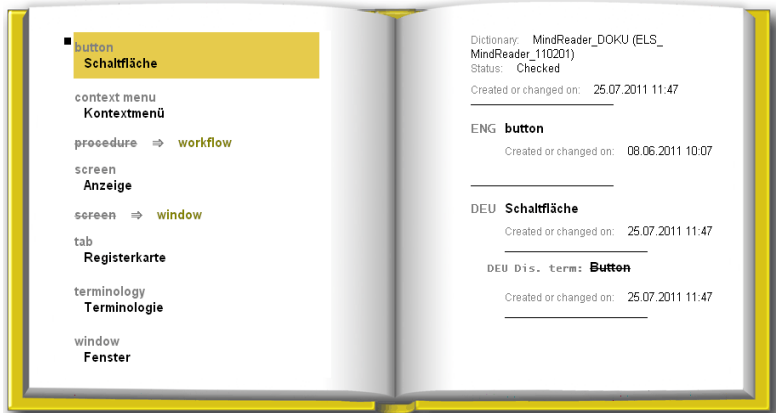 button
Schaltfläche
context menu
Kontextmenü
procedure ⇒ workflow
screen
Anzeige
screen ⇒ window
tab
Registerkarte
terminology
Terminologie
window
Fenster
Dictionary: MindReader_DOKU (ELS_
MindReader_110201)
Status: Checked
Created or changed on: 25.07.2011 11:47
ENG button
Created or changed on: 08.06.2011 10:07
DEU Schaltfläche
Created or changed on: 25.07.2011 11:47
DEU Dis. term: Button
Created or changed on: 25.07.2011 11:47